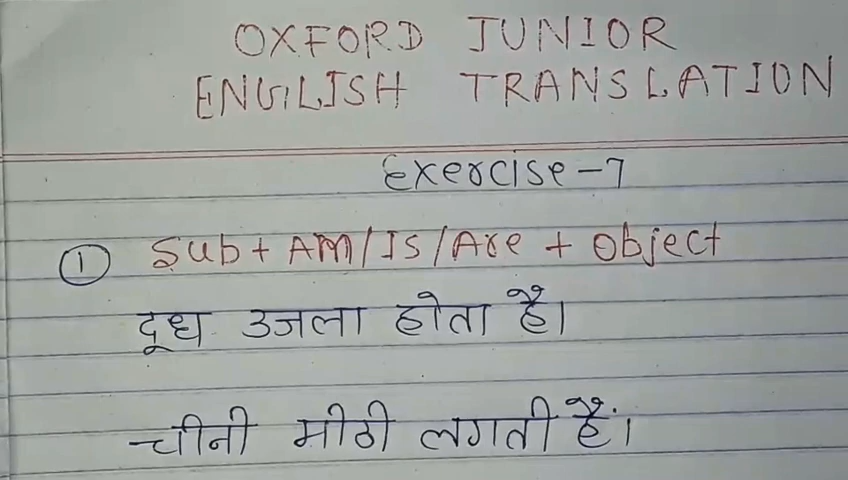 OXFORD JUNIOR
ENGLISH TRANSLATION
Exercise-7
① Sub + AM/IS/Are + Object
दूध उजला होता है।
चीनी मीठी लगती हैं।